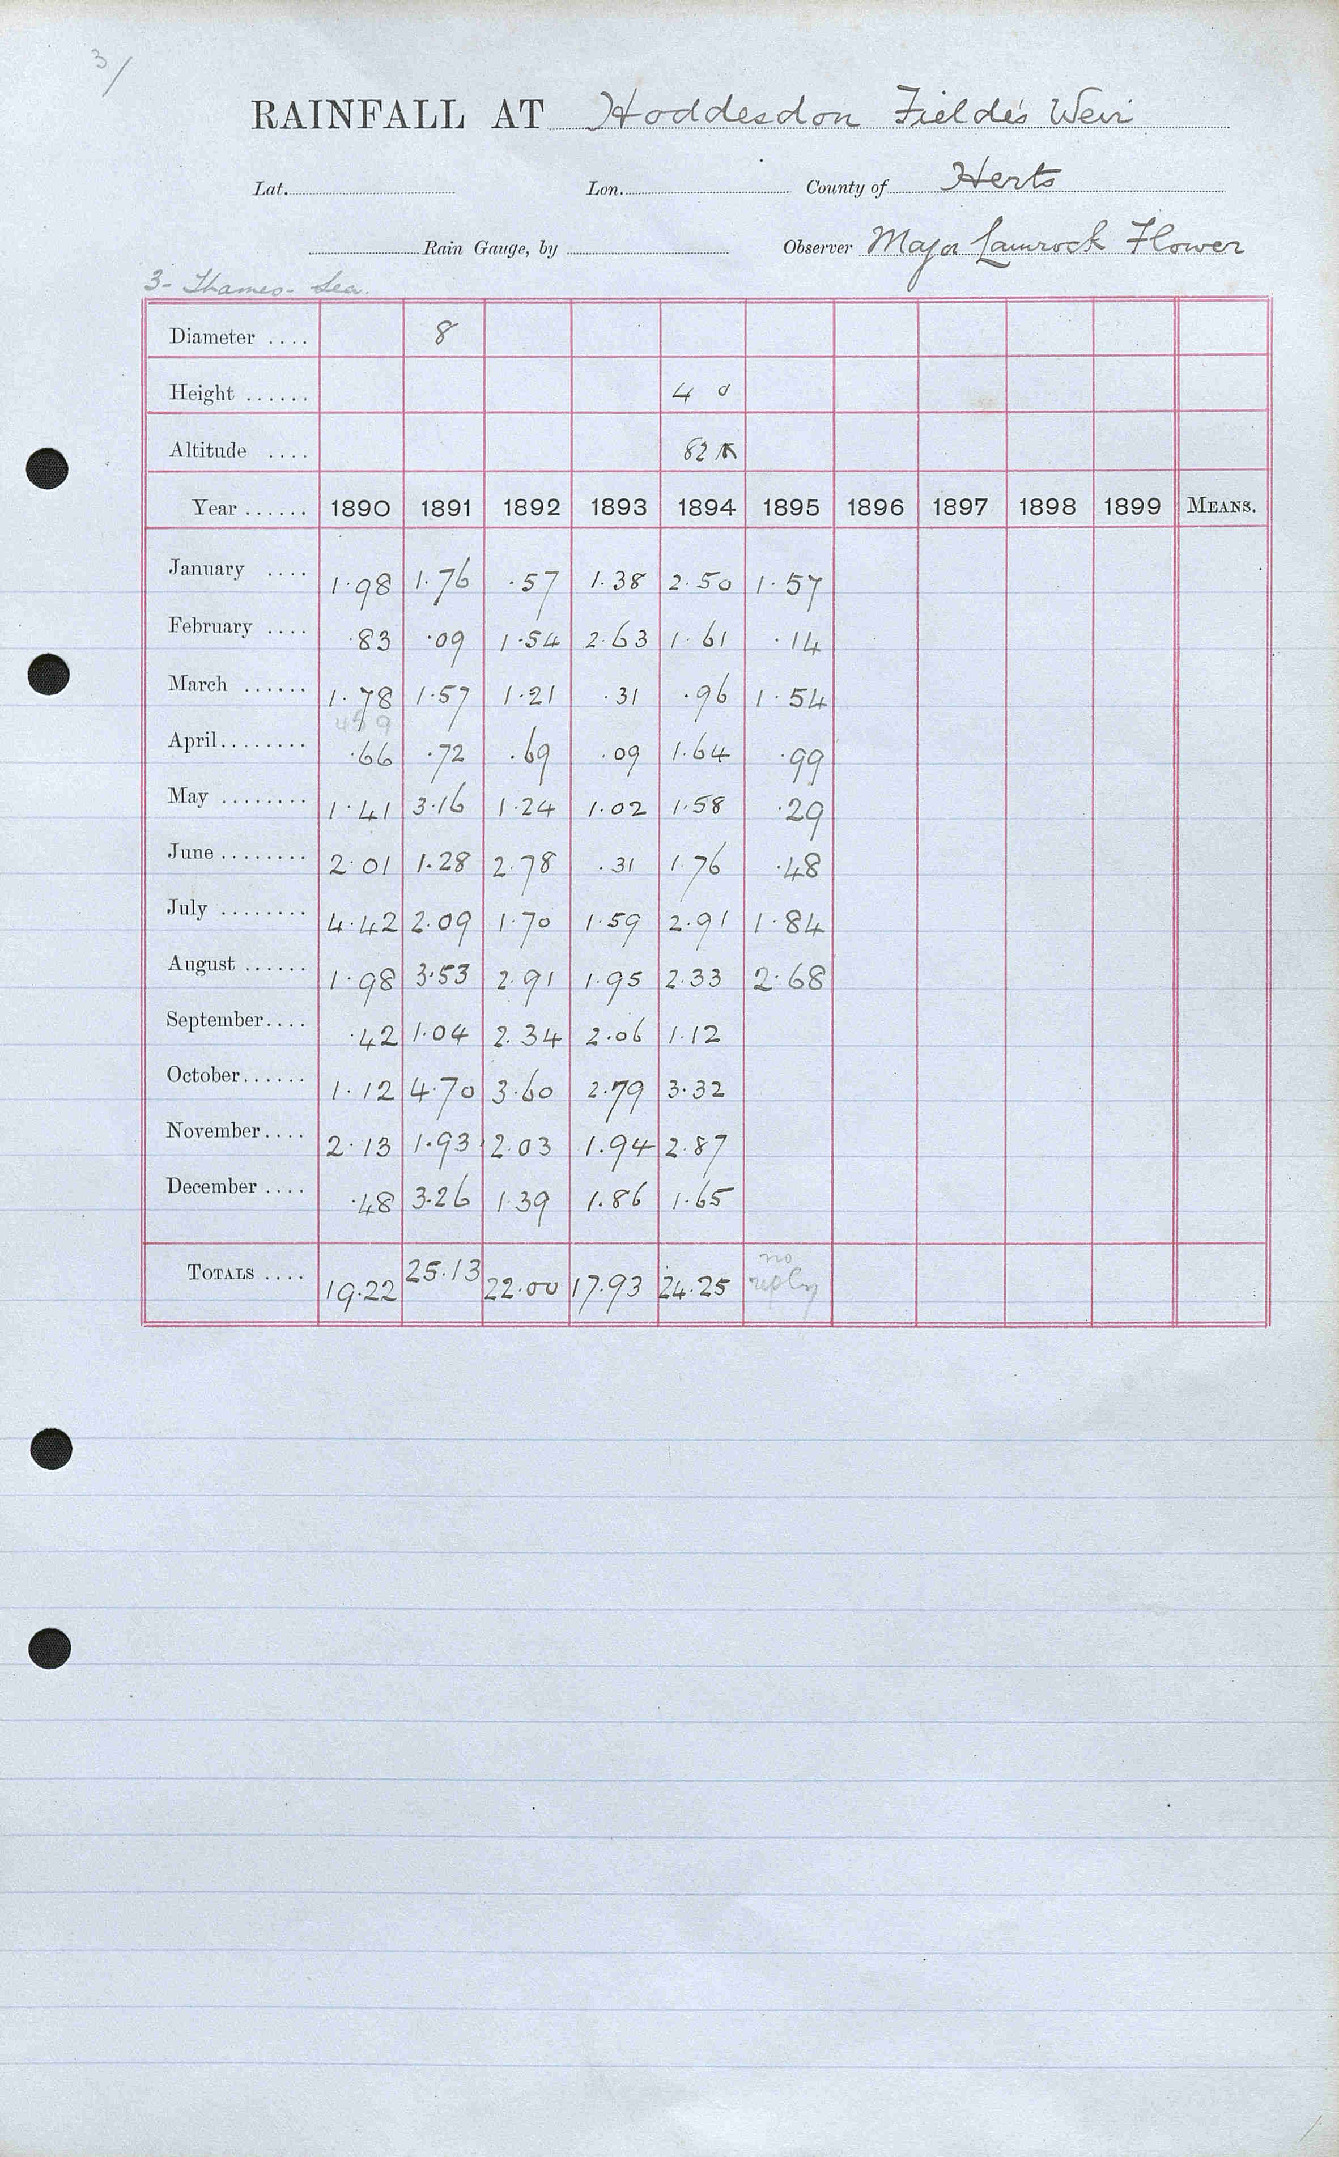 3/
RAINFALL AT Hoddesdon Fielde's Weir
Lat. Lon. County of Herts
Rain Gauge, by Observer Major Lamrock Flower
3- Thames- Lea.
Diameter .... 8
Height ...... 4 0
Altitude .... 82
Year ...... 1890 1891 1892 1893 1894 1895 1896 1897 1898 1899 MEANS.
January .... 1.98 1.76 .57 1.38 2.50 1.57
February .... .83 .09 1.54 2.63 1.61 .14
March ...... 1.78 1.57 1.21 .31 .96 1.54
459
April........ .66 .72 .69 .09 1.64 .99
May ........ 1.41 3.16 1.24 1.02 1.58 .29
June ........ 2.01 1.28 2.78 .31 1.76 .48
July ........ 4.42 2.09 1.70 1.59 2.91 1.84
August ...... 1.98 3.53 2.91 1.95 2.33 2.68
September.... .42 1.04 2.34 2.06 1.12
October...... 1.12 4.70 3.60 2.79 3.32
November.... 2.13 1.93 2.03 1.94 2.87
December .... .48 3.26 1.39 1.86 1.65
TOTALS .... 19.22 25.13 22.00 17.93 24.25 no reply